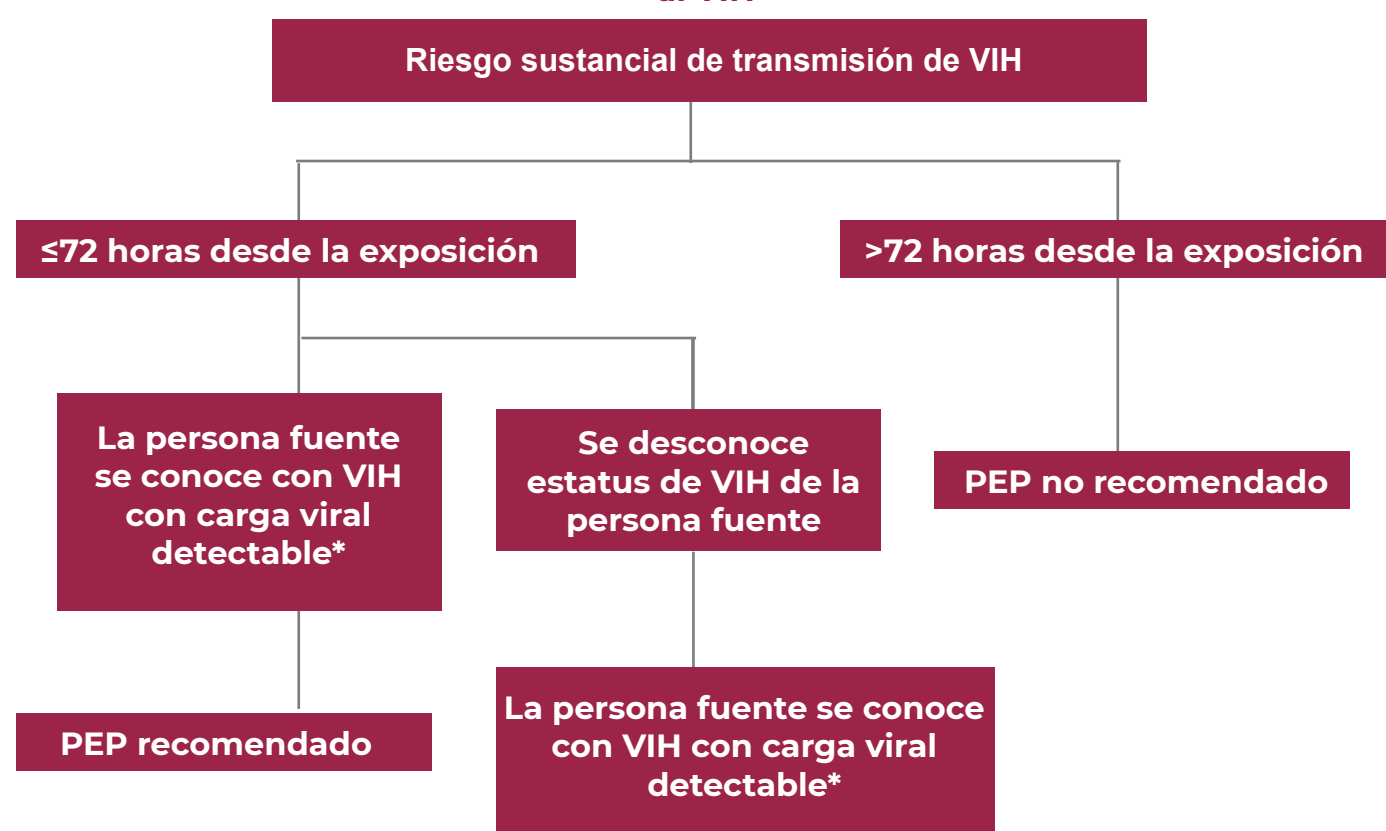 Riesgo sustancial de transmisión de VIH
≤72 horas desde la exposición
>72 horas desde la exposición
La persona fuente
se conoce con VIH
con carga viral
detectable*
Se desconoce
estatus de VIH de la
persona fuente
PEP no recomendado
PEP recomendado
La persona fuente se conoce
con VIH con carga viral
detectable*